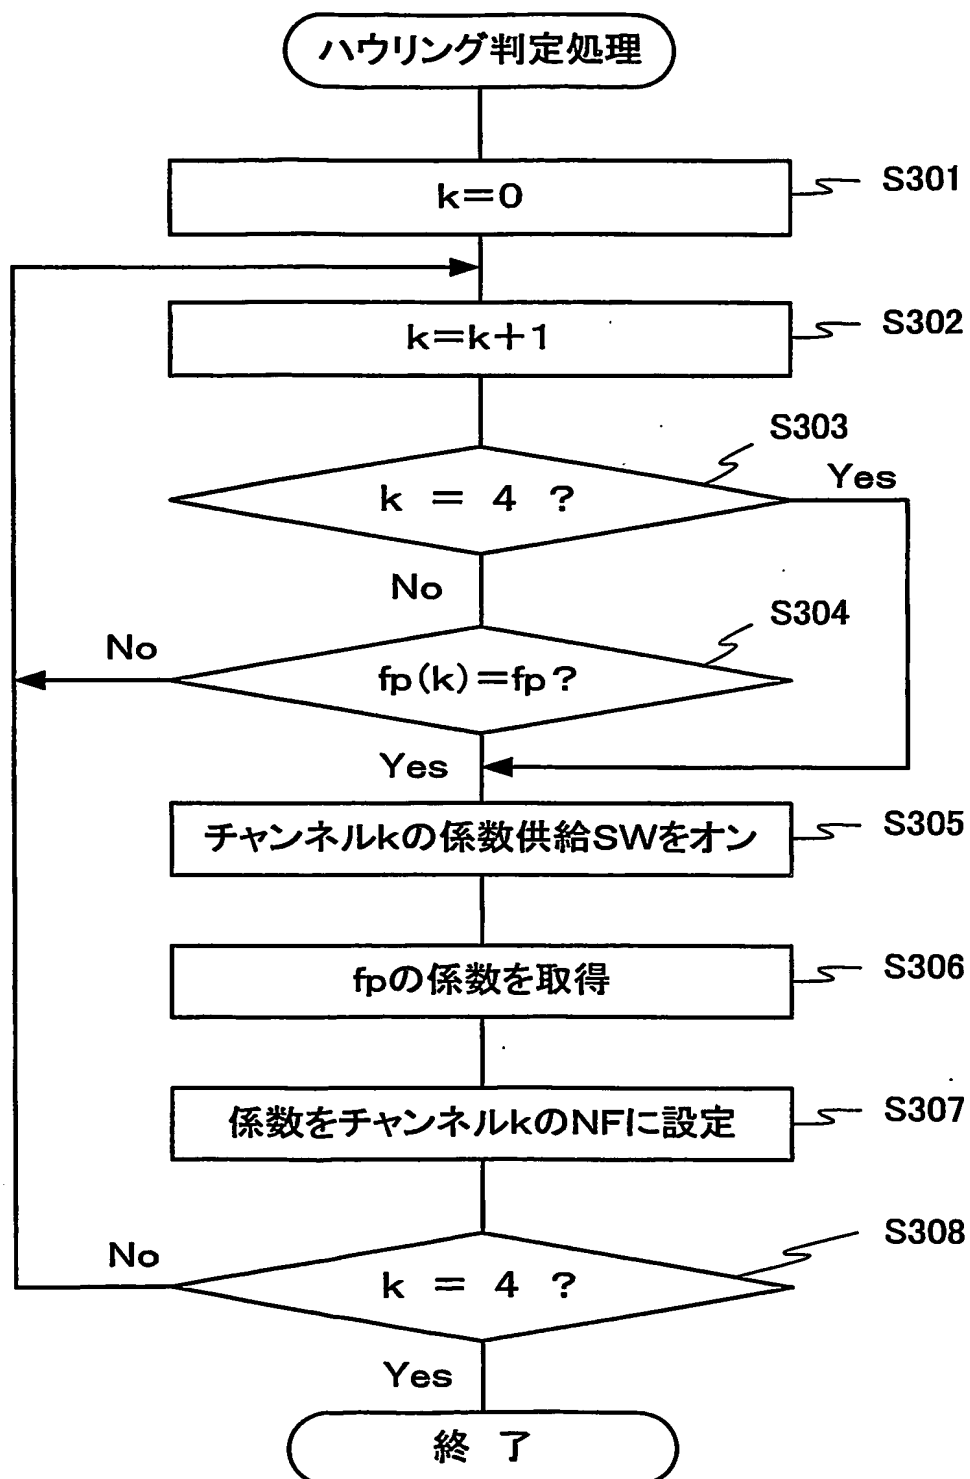 ハウリング判定処理
k=0
S301
k=k+1
S302
S303
k = 4 ?
Yes
No
S304
No
fp(k)=fp?
Yes
チャンネルkの係数供給SWをオン
S305
fpの係数を取得
S306
係数をチャンネルkのNFに設定
S307
S308
No
k = 4 ?
Yes
終 了